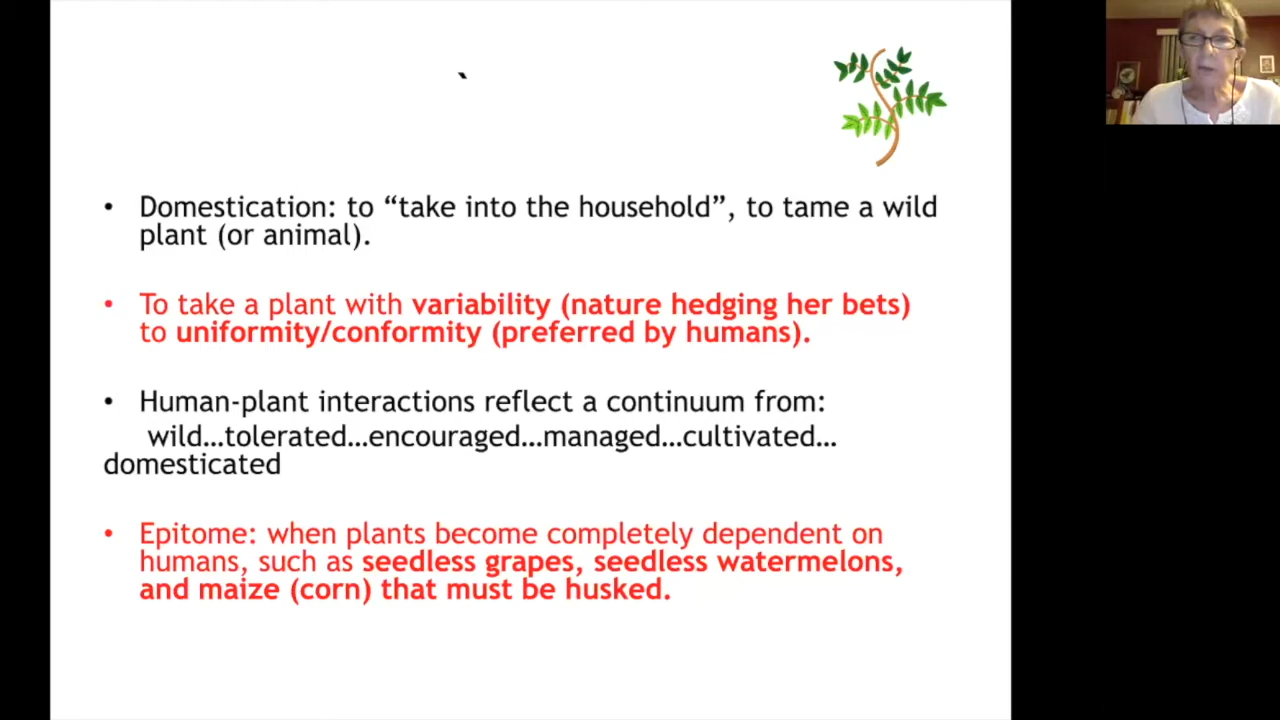 `
• Domestication: to “take into the household”, to tame a wild
plant (or animal).
• To take a plant with variability (nature hedging her bets)
to uniformity/conformity (preferred by humans).
• Human-plant interactions reflect a continuum from:
wild…tolerated…encouraged…managed…cultivated…
domesticated
• Epitome: when plants become completely dependent on
humans, such as seedless grapes, seedless watermelons,
and maize (corn) that must be husked.